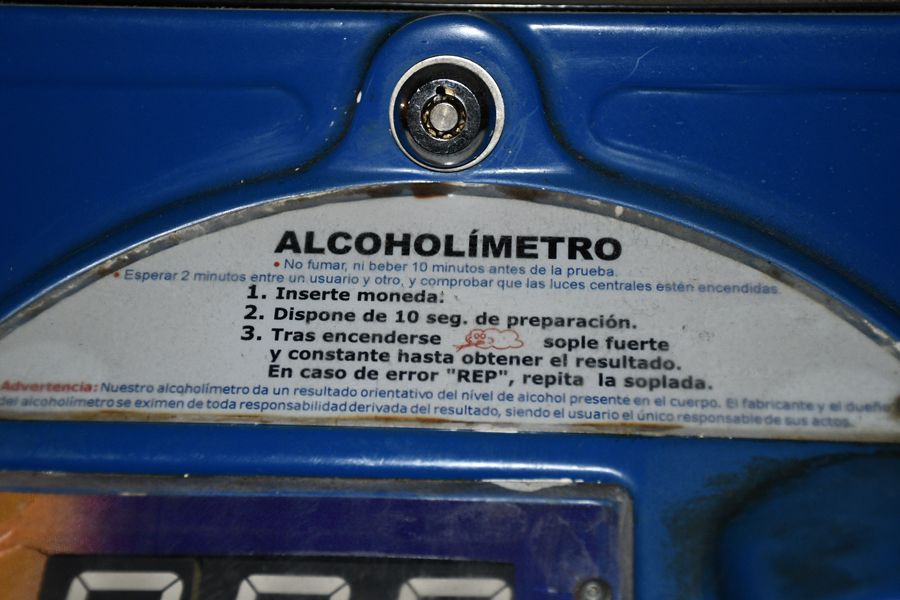 ALCOHOLÍMETRO
• No fumar, ni beber 10 minutos antes de la prueba.
• Esperar 2 minutos entre un usuario y otro, y comprobar que las luces centrales estén encendidas.
1. Inserte moneda.
2. Dispone de 10 seg. de preparación.
3. Tras encenderse sople fuerte
y constante hasta obtener el resultado.
En caso de error "REP", repita la soplada.
Advertencia: Nuestro alcoholímetro da un resultado orientativo del nivel de alcohol presente en el cuerpo. El fabricante y el dueño
del alcoholímetro se eximen de toda responsabilidad derivada del resultado, siendo el usuario el único responsable de sus actos.